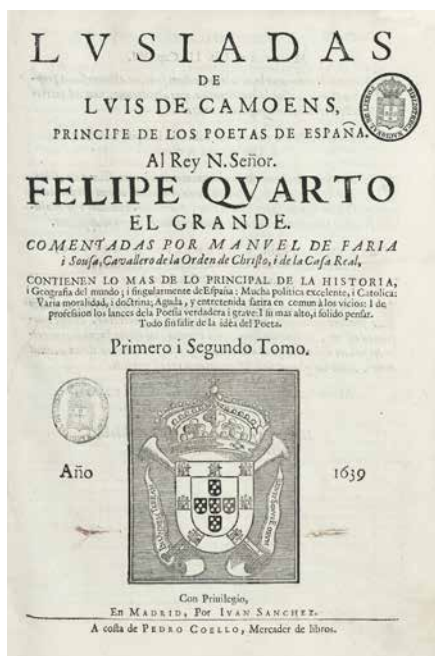 LVSIADAS
DE
LVIS DE CAMOENS,
PRINCIPE DE LOS POETAS DE ESPAÑA.
Al Rey N. Señor.
FELIPE QVARTO
EL GRANDE.
COMENTADAS POR MANVEL DE FARIA
i Sousa, Cavallero de la Orden de Christo, i de la Casa Real,
CONTIENEN LO MAS DE LO PRINCIPAL DE LA HISTORIA,
i Geografia del mundo; i singularmente de España: Mucha politica excelente, i Catolica:
Varia moralidad, i doctrina; Aguda, y entretenida satira en comun à los vicios: I de
profession los lances de la Poesia verdadera i grave: I su mas alto, i solido pensar.
Todo sin salir de la idea del Poeta.
Primero i Segundo Tomo.
Año 1639
Con Priuilegio,
En MADRID, Por IVAN SANCHEZ.
A costa de PEDRO COELLO, Mercader de libros.